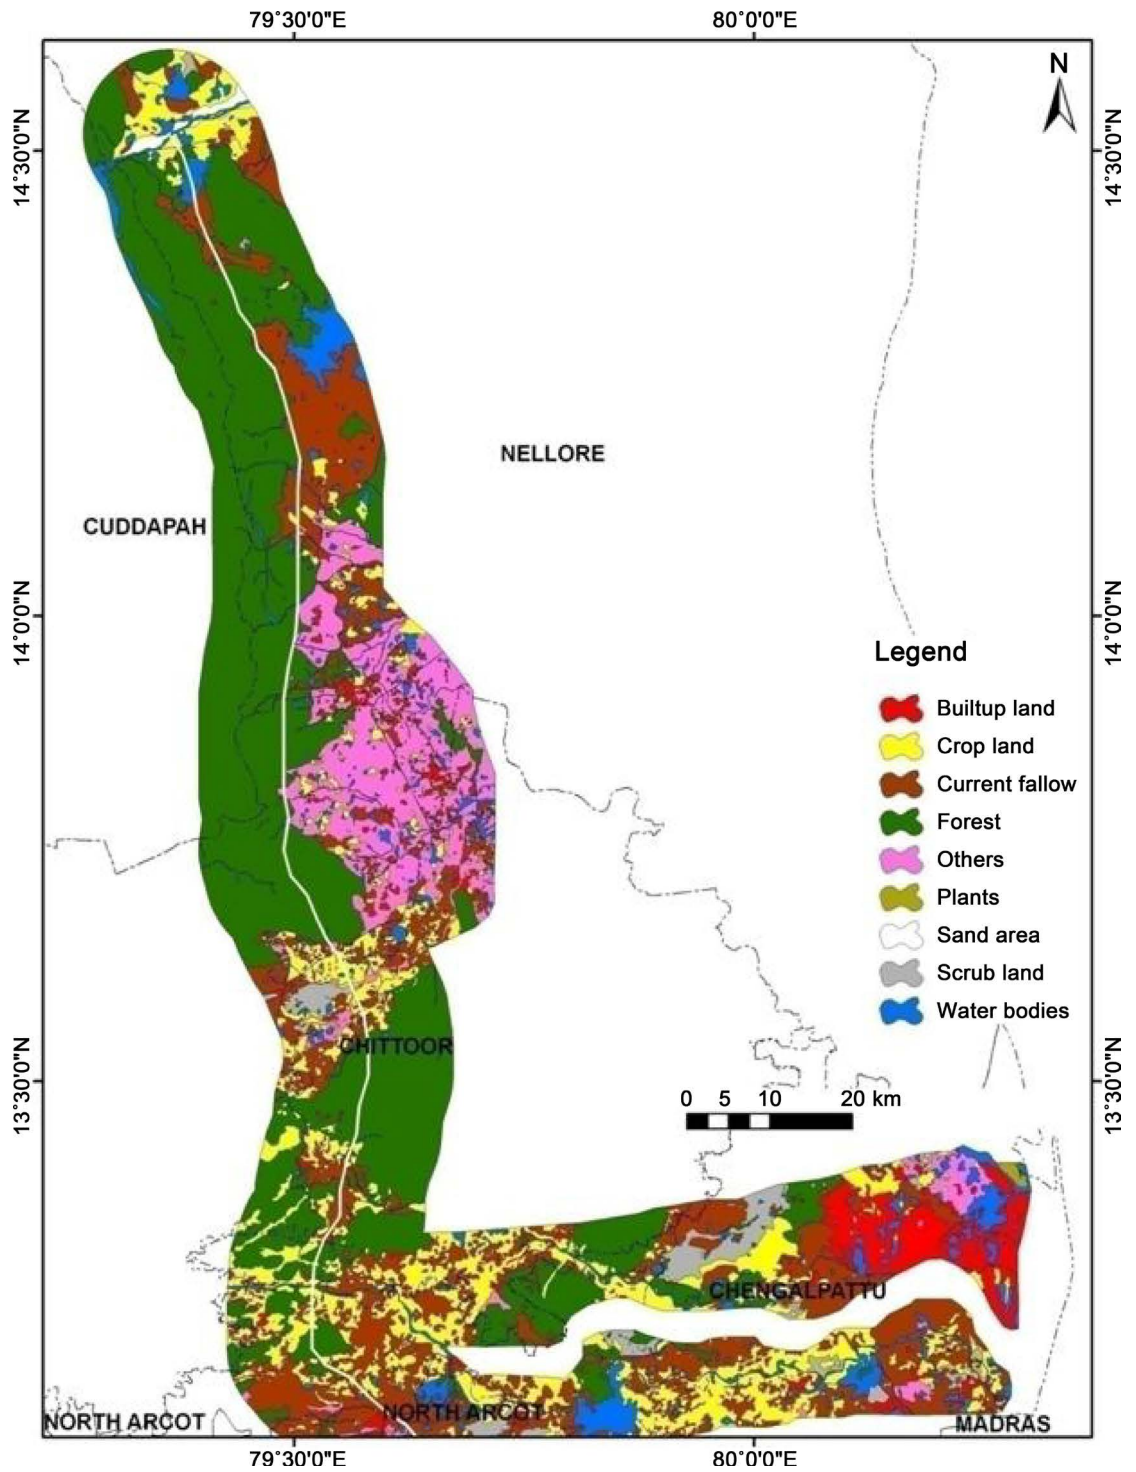 79°30'0"E
80°0'0"E
N
14°30'0"N
14°30'0"N
NELLORE
CUDDAPAH
14°0'0"N
14°0'0"N
Legend
Builtup land
Crop land
Current fallow
Forest
Others
Plants
Sand area
Scrub land
Water bodies
CHITTOOR
13°30'0"N
13°30'0"N
0 5 10 20 km
CHENGALPATTU
NORTH ARCOT
NORTH ARCOT
MADRAS
79°30'0"E
80°0'0"E